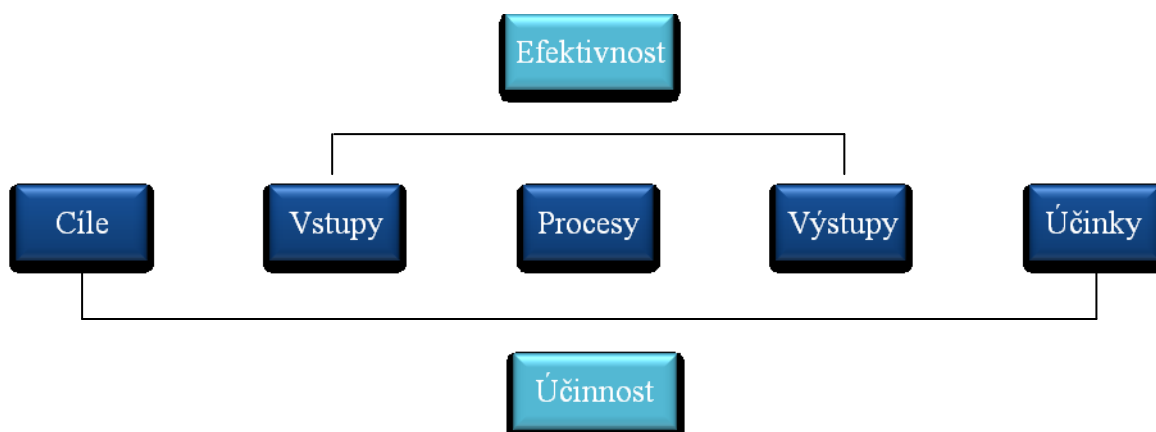 Efektivnost
Cíle
Vstupy
Procesy
Výstupy
Účinky
Účinnost